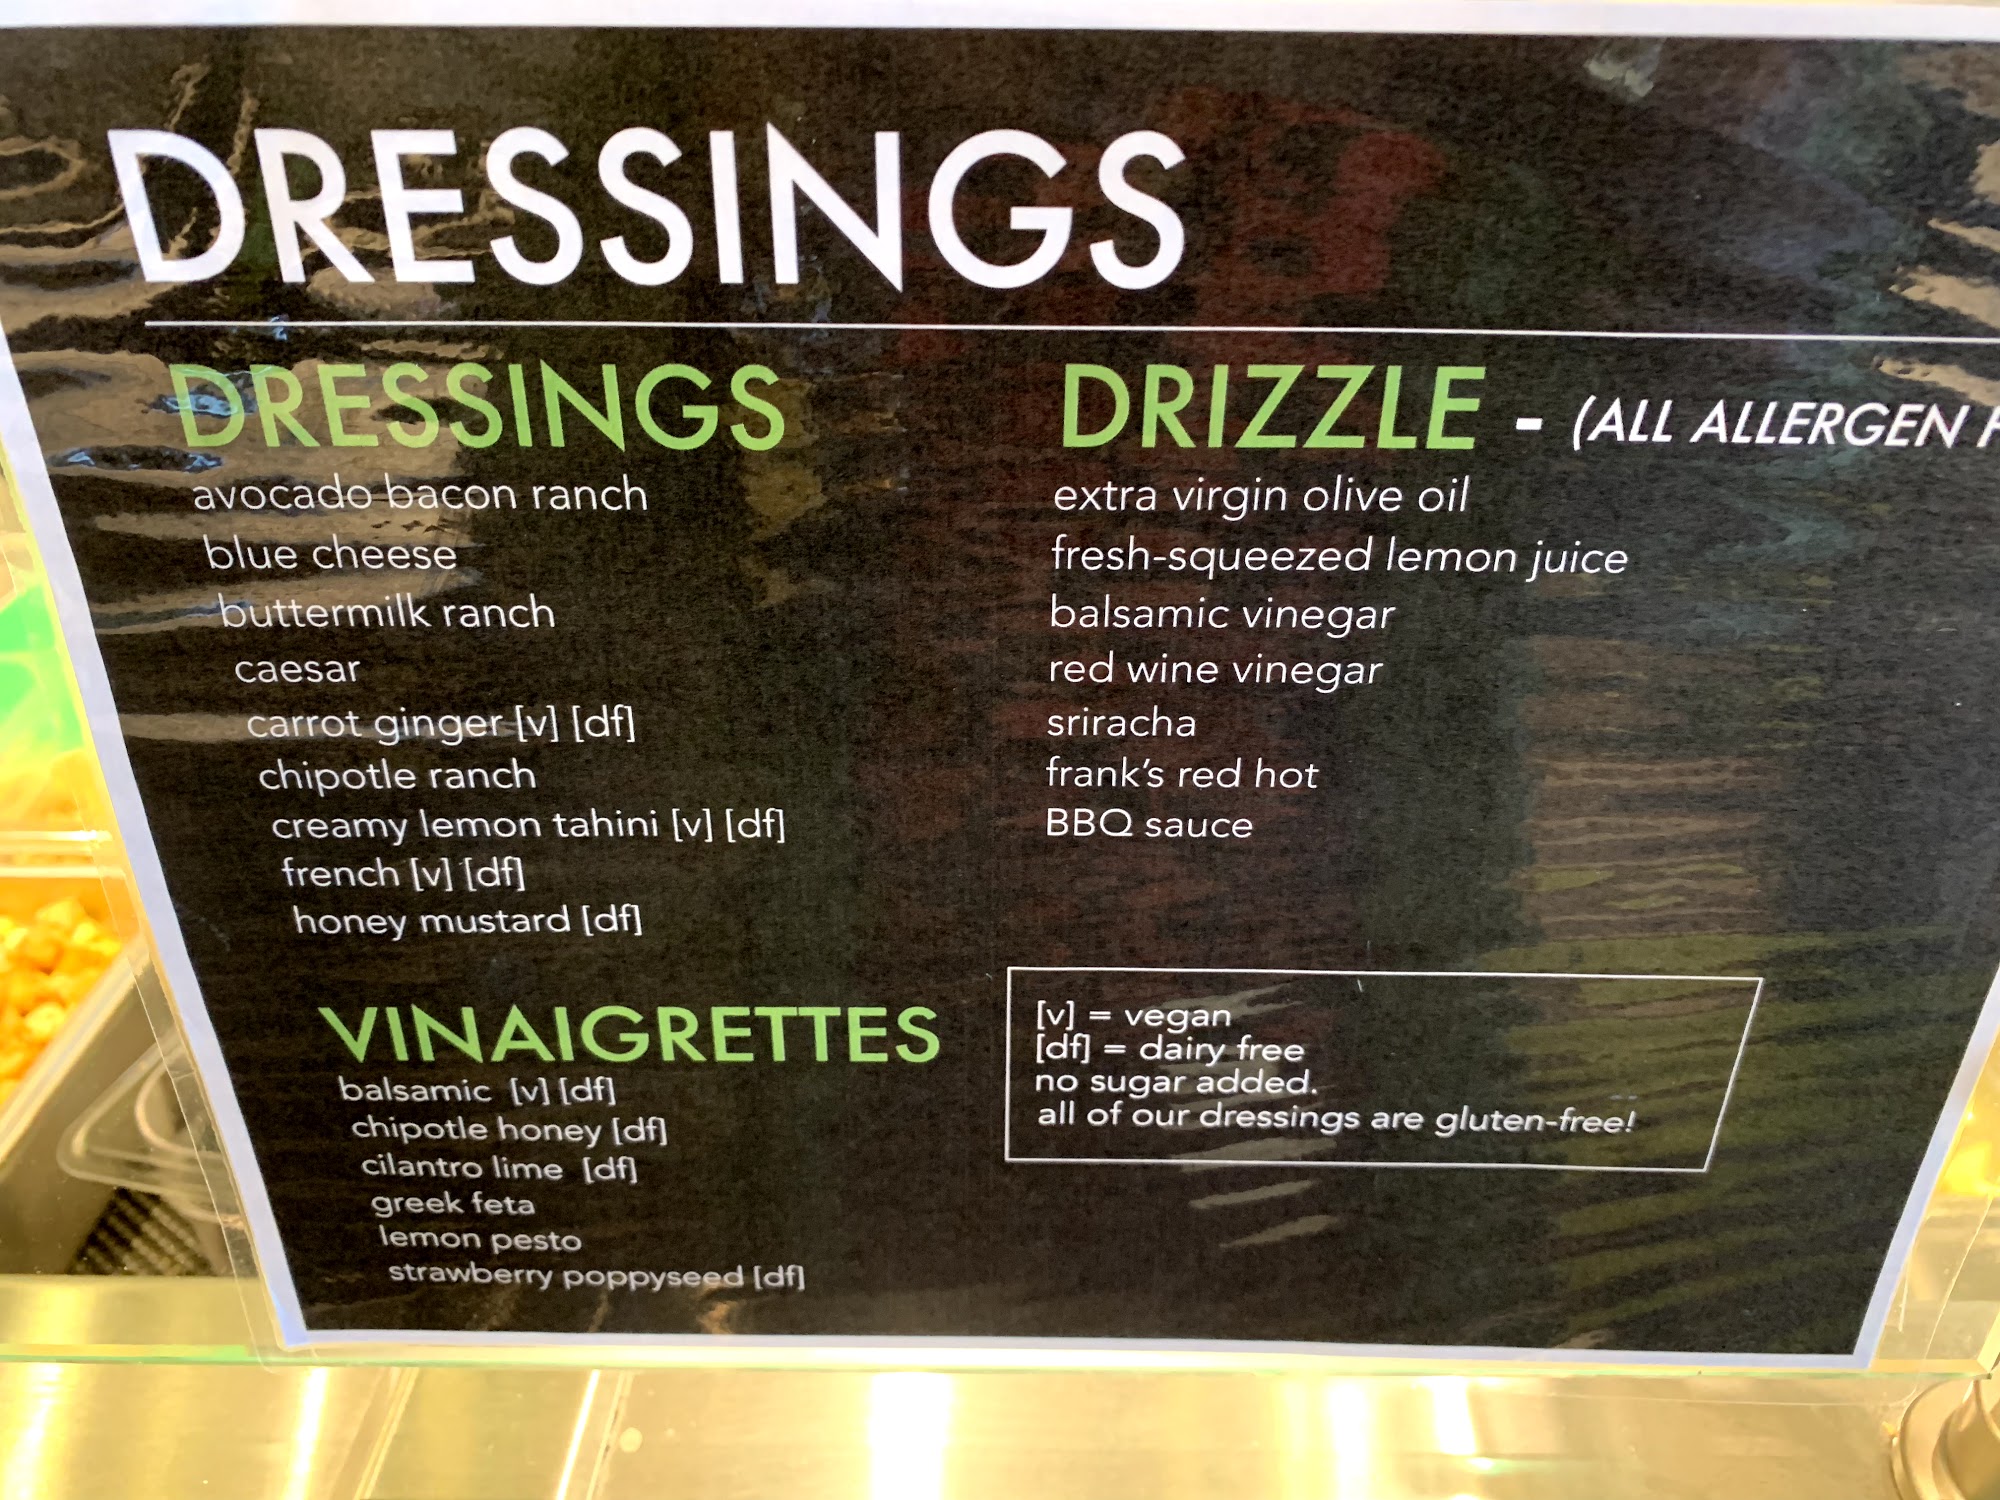 DRESSINGS
DRESSINGS
avocado bacon ranch
blue cheese
buttermilk ranch
caesar
carrot ginger [v] [df]
chipotle ranch
creamy lemon tahini [v] [df]
french [v] [df]
honey mustard [df]
VINAIGRETTES
balsamic [v] [df]
chipotle honey [df]
cilantro lime [df]
greek feta
lemon pesto
strawberry poppyseed [df]
DRIZZLE - (ALL ALLERGEN
extra virgin olive oil
fresh-squeezed lemon juice
balsamic vinegar
red wine vinegar
sriracha
frank's red hot
BBQ sauce
[v] = vegan
[df] = dairy free
no sugar added.
all of our dressings are gluten-free!